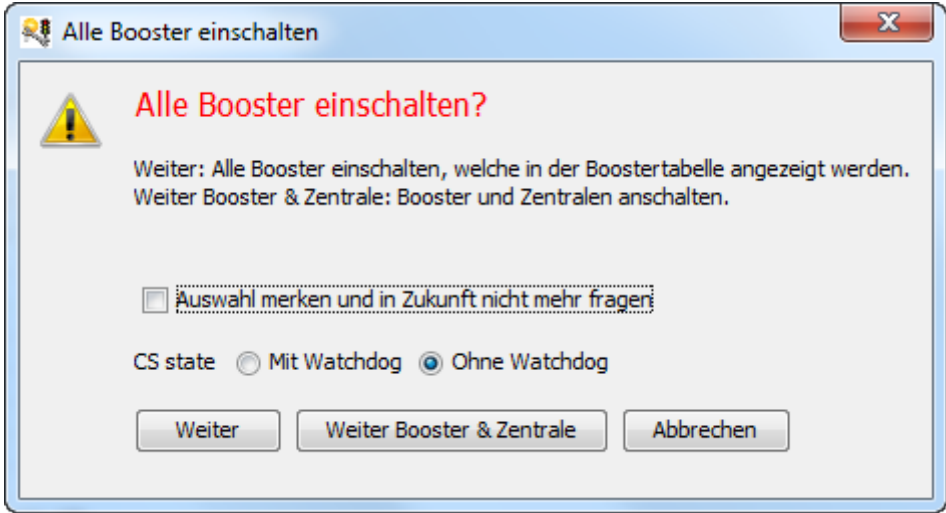 Alle Booster einschalten
Alle Booster einschalten?
Weiter: Alle Booster einschalten, welche in der Boostertabelle angezeigt werden.
Weiter Booster & Zentrale: Booster und Zentralen anschalten.
Auswahl merken und in Zukunft nicht mehr fragen
CS state Mit Watchdog Ohne Watchdog
Weiter Weiter Booster & Zentrale Abbrechen